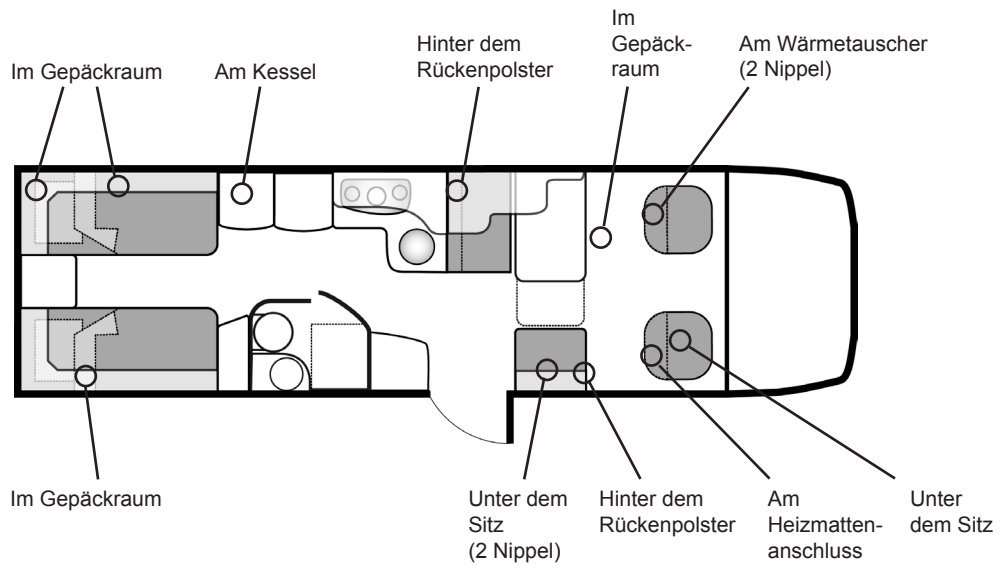 Im Gepäckraum
Am Kessel
Hinter dem
Rückenpolster
Im
Gepäck-
raum
Am Wärmetauscher
(2 Nippel)
Im Gepäckraum
Unter dem
Sitz
(2 Nippel)
Hinter dem
Rückenpolster
Am
Heizmatten-
anschluss
Unter
dem Sitz